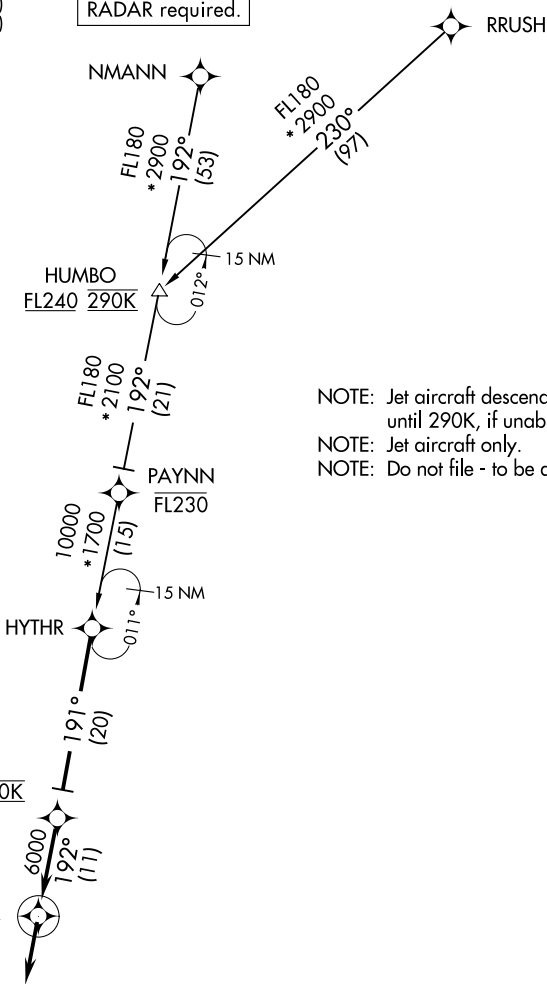 RADAR required.
RRUSH
NMANN
FL180
*2900
230°
(97)
FL180
*2900
192°
(53)
15 NM
012°
HUMBO
FL240 290K
FL180
*2100
192°
(21)
NOTE: Jet aircraft descend
until 290K, if unab
NOTE: Jet aircraft only.
NOTE: Do not file - to be a
PAYNN
FL230
10000
*1700
(15)
15 NM
011°
HYTHR
191°
(20)
0K
6000
192°
(11)